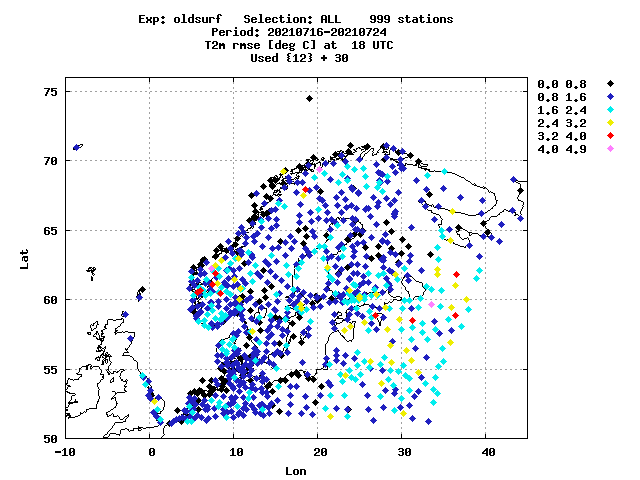 Exp: oldsurf   Selection: ALL    999 stations
Period: 20210716-20210724
T2m rmse [deg C] at  18 UTC
Used {12} + 30
0.0 0.8
0.8 1.6
1.6 2.4
2.4 3.2
3.2 4.0
4.0 4.9
75
70
65
60
55
50
Lat
-10 0 10 20 30 40
Lon